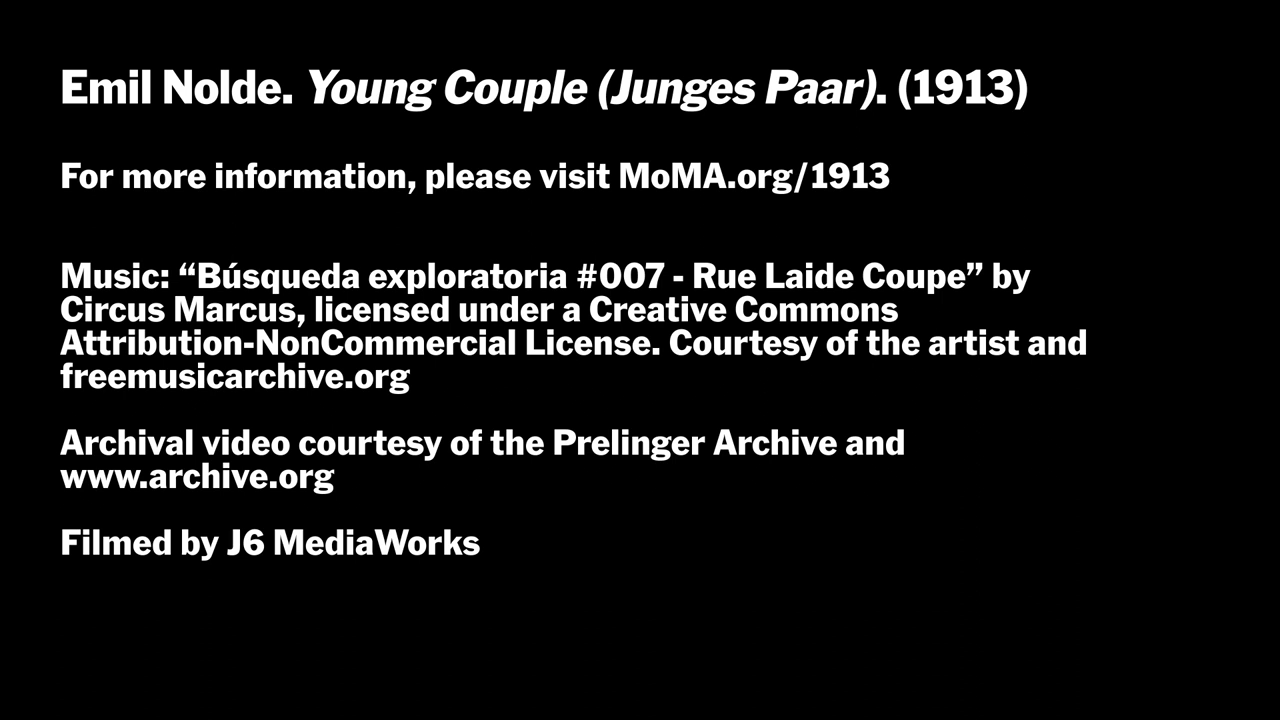 Emil Nolde. Young Couple (Junges Paar). (1913)
For more information, please visit MoMA.org/1913
Music: “Búsqueda exploratoria #007 - Rue Laide Coupe” by
Circus Marcus, licensed under a Creative Commons
Attribution-NonCommercial License. Courtesy of the artist and
freemusicarchive.org
Archival video courtesy of the Prelinger Archive and
www.archive.org
Filmed by J6 MediaWorks